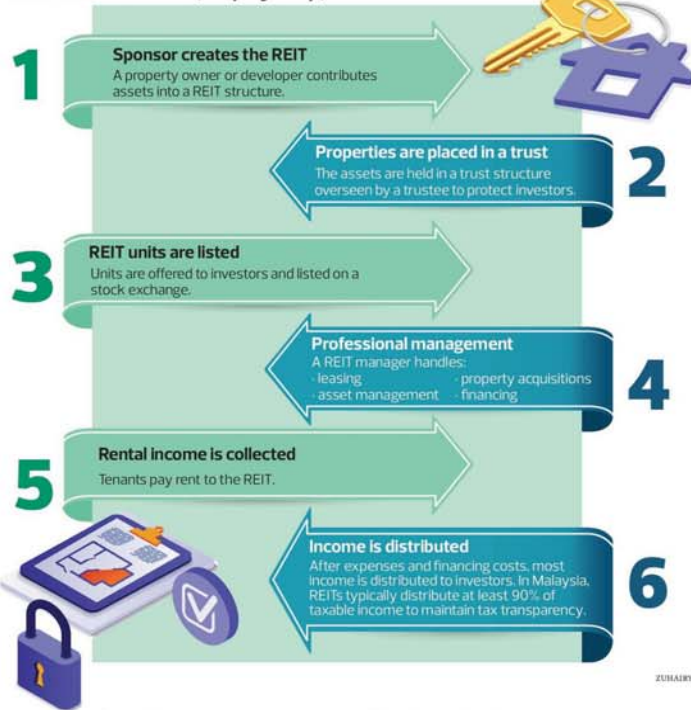 1
Sponsor creates the REIT
A property owner or developer contributes
assets into a REIT structure.
Properties are placed in a trust
The assets are held in a trust structure
overseen by a trustee to protect investors.
2
3
REIT units are listed
Units are offered to investors and listed on a
stock exchange.
Professional management
A REIT manager handles:
· leasing · property acquisitions
· asset management · financing
4
5
Rental income is collected
Tenants pay rent to the REIT.
Income is distributed
After expenses and financing costs, most
income is distributed to investors. In Malaysia,
REITs typically distribute at least 90% of
taxable income to maintain tax transparency.
6